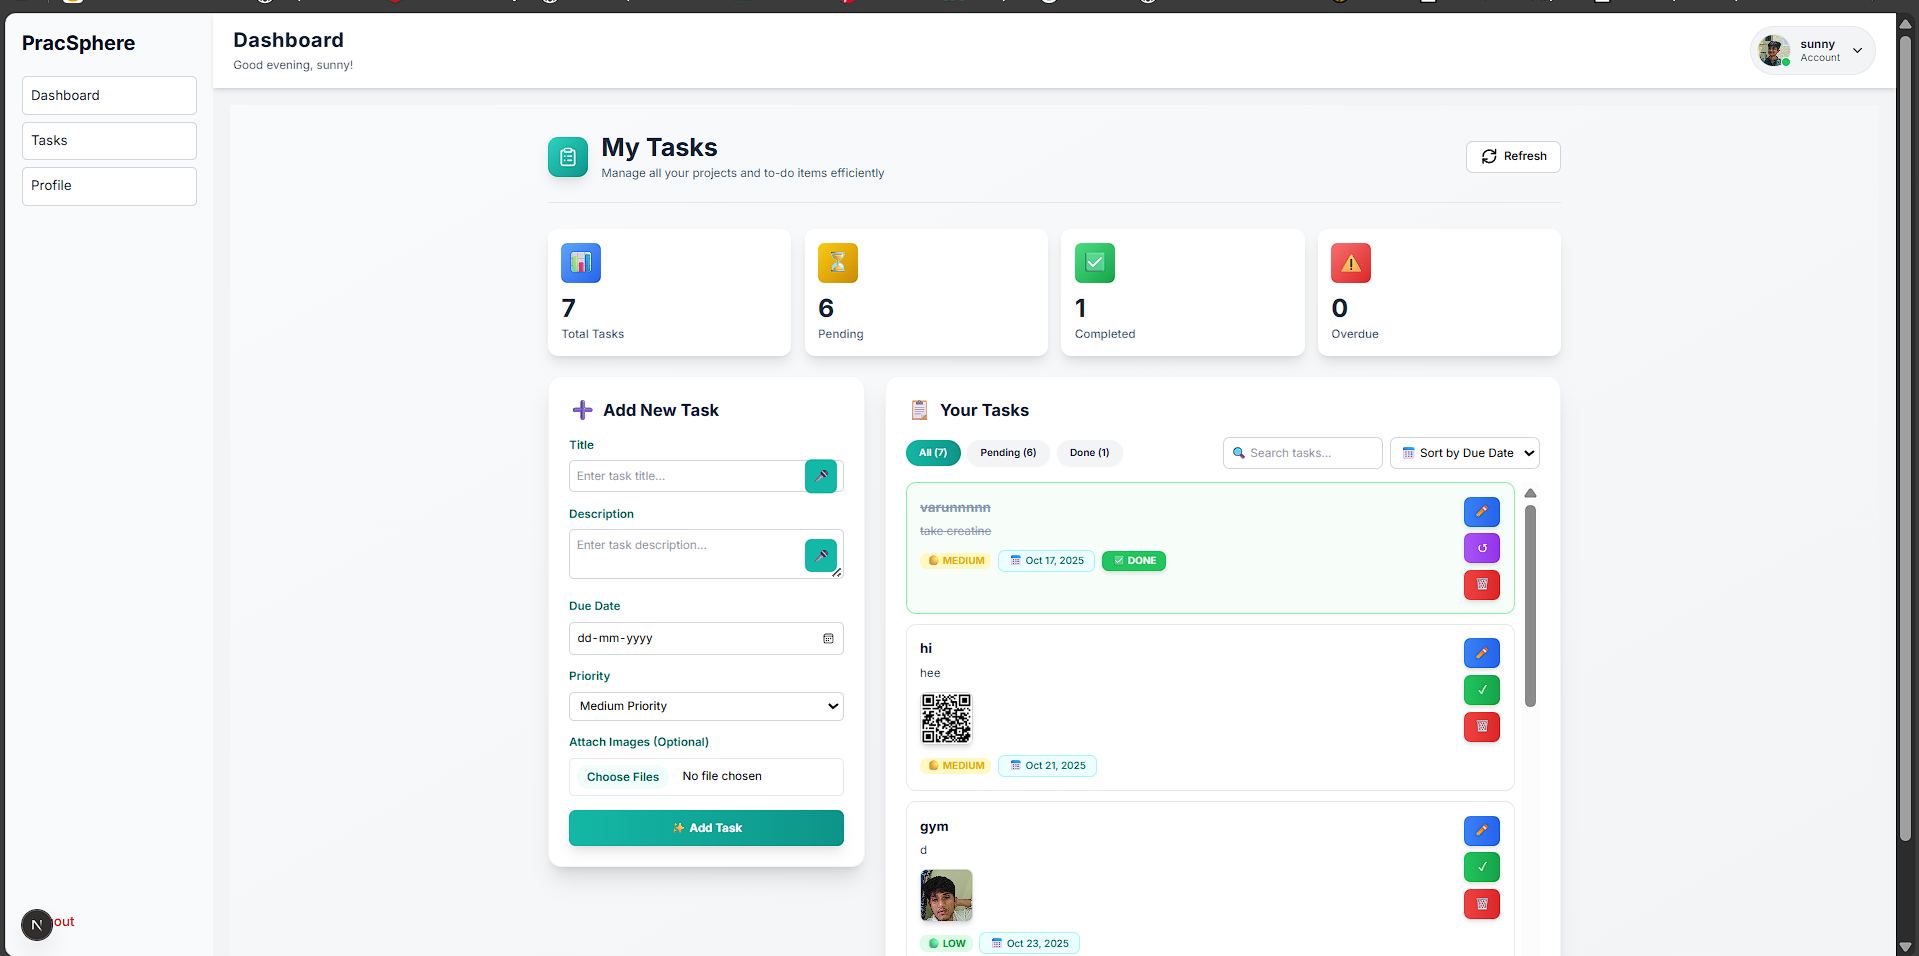 PracSphere
Dashboard
Tasks
Profile
N
out
Dashboard
Good evening, sunny!
sunny
Account
My Tasks
Manage all your projects and to-do items efficiently
Refresh
7
Total Tasks
6
Pending
1
Completed
0
Overdue
Add New Task
Title
Enter task title...
Description
Enter task description...
Due Date
dd-mm-yyyy
Priority
Medium Priority
Attach Images (Optional)
Choose Files No file chosen
Add Task
Your Tasks
All (7) Pending (6) Done (1)
Search tasks... Sort by Due Date
varunnnnn
take creatine
MEDIUM Oct 17, 2025 DONE
hi
hee
MEDIUM Oct 21, 2025
gym
d
LOW Oct 23, 2025